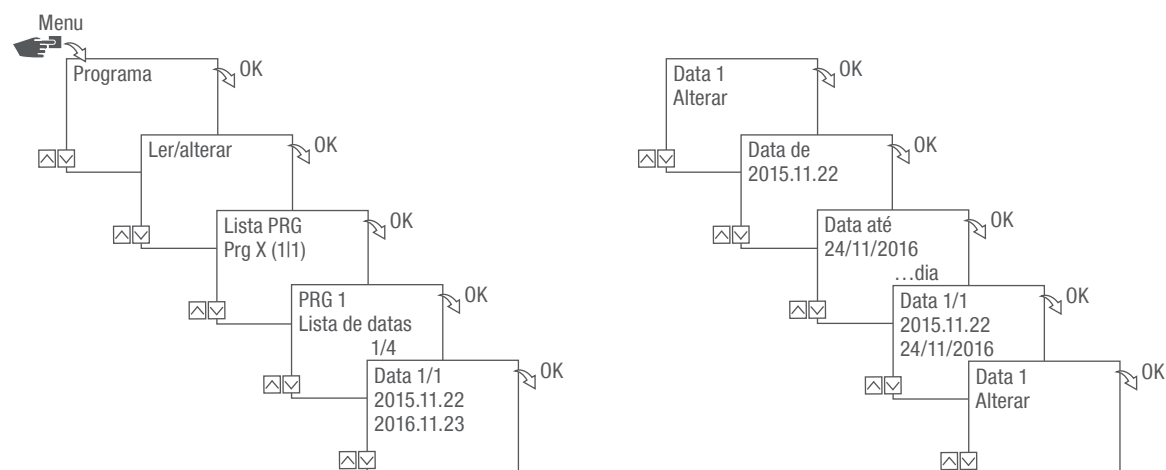 Menu
Programa
OK
Ler/alterar
OK
Lista PRG
Prg X (1|1)
OK
PRG 1
Lista de datas
1/4
OK
Data 1/1
2015.11.22
2016.11.23
OK
Data 1
Alterar
OK
Data de
2015.11.22
OK
Data até
24/11/2016
...dia
OK
Data 1/1
2015.11.22
24/11/2016
OK
Data 1
Alterar
OK